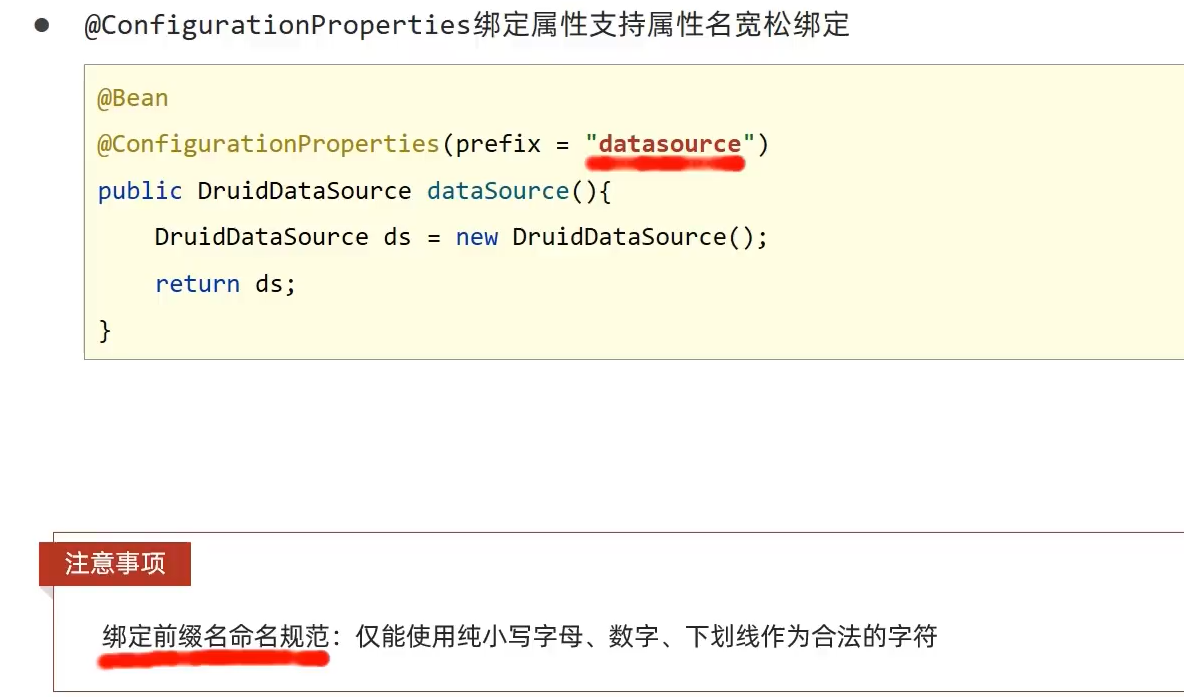 @ConfigurationProperties绑定属性支持属性名宽松绑定
@Bean
@ConfigurationProperties(prefix = "datasource")
public DruidDataSource dataSource(){
    DruidDataSource ds = new DruidDataSource();
    return ds;
}
注意事项
绑定前缀名命名规范：仅能使用纯小写字母、数字、下划线作为合法的字符